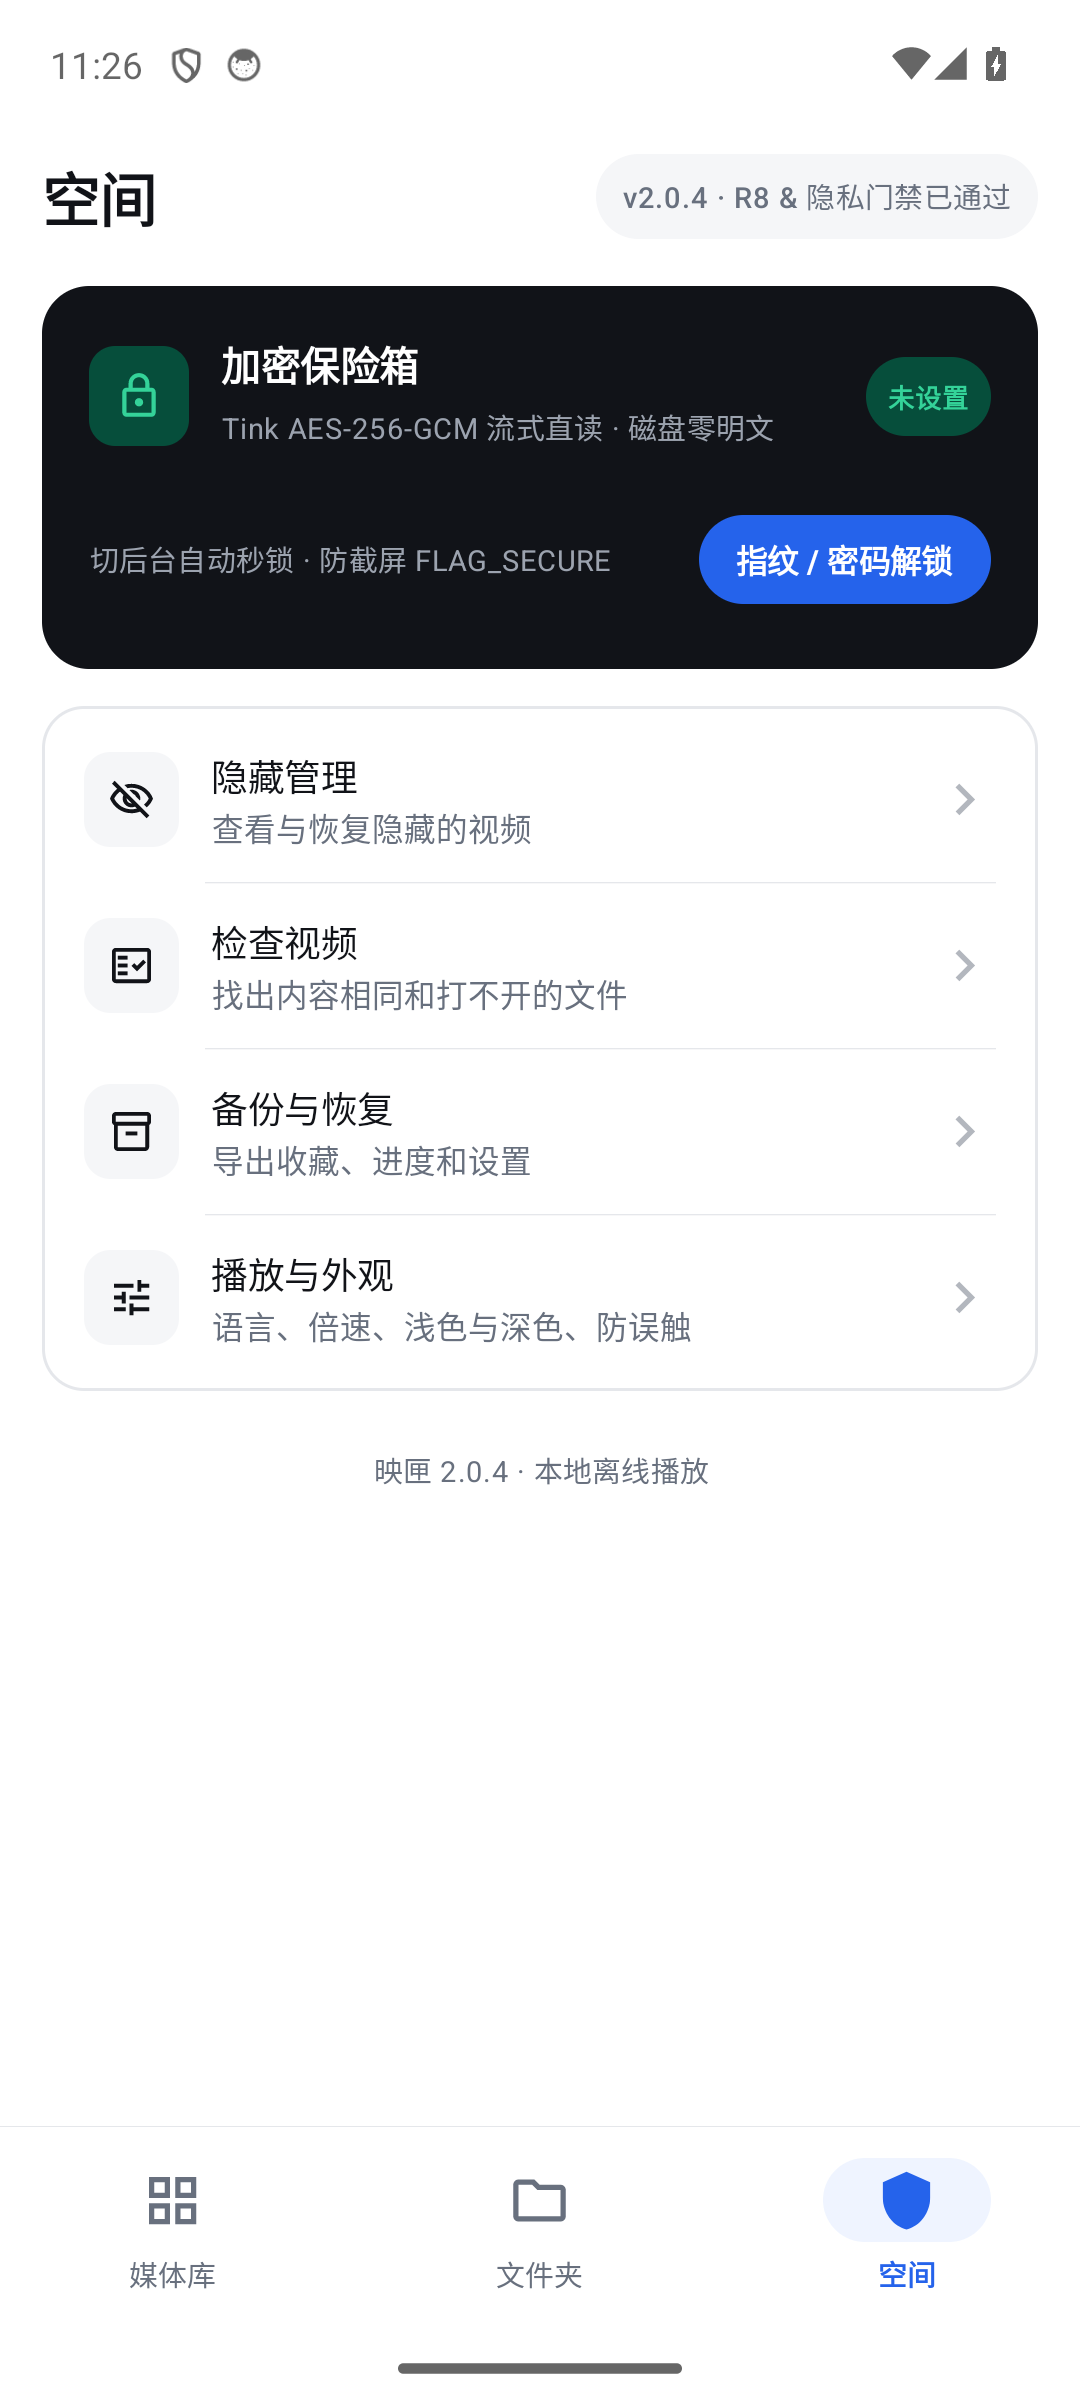 11:26
空间
v2.0.4 · R8 & 隐私门禁已通过
加密保险箱
Tink AES-256-GCM 流式直读 · 磁盘零明文
未设置
切后台自动秒锁 · 防截屏 FLAG_SECURE
指纹 / 密码解锁
隐藏管理
查看与恢复隐藏的视频
检查视频
找出内容相同和打不开的文件
备份与恢复
导出收藏、进度和设置
播放与外观
语言、倍速、浅色与深色、防误触
映匣 2.0.4 · 本地离线播放
媒体库
文件夹
空间